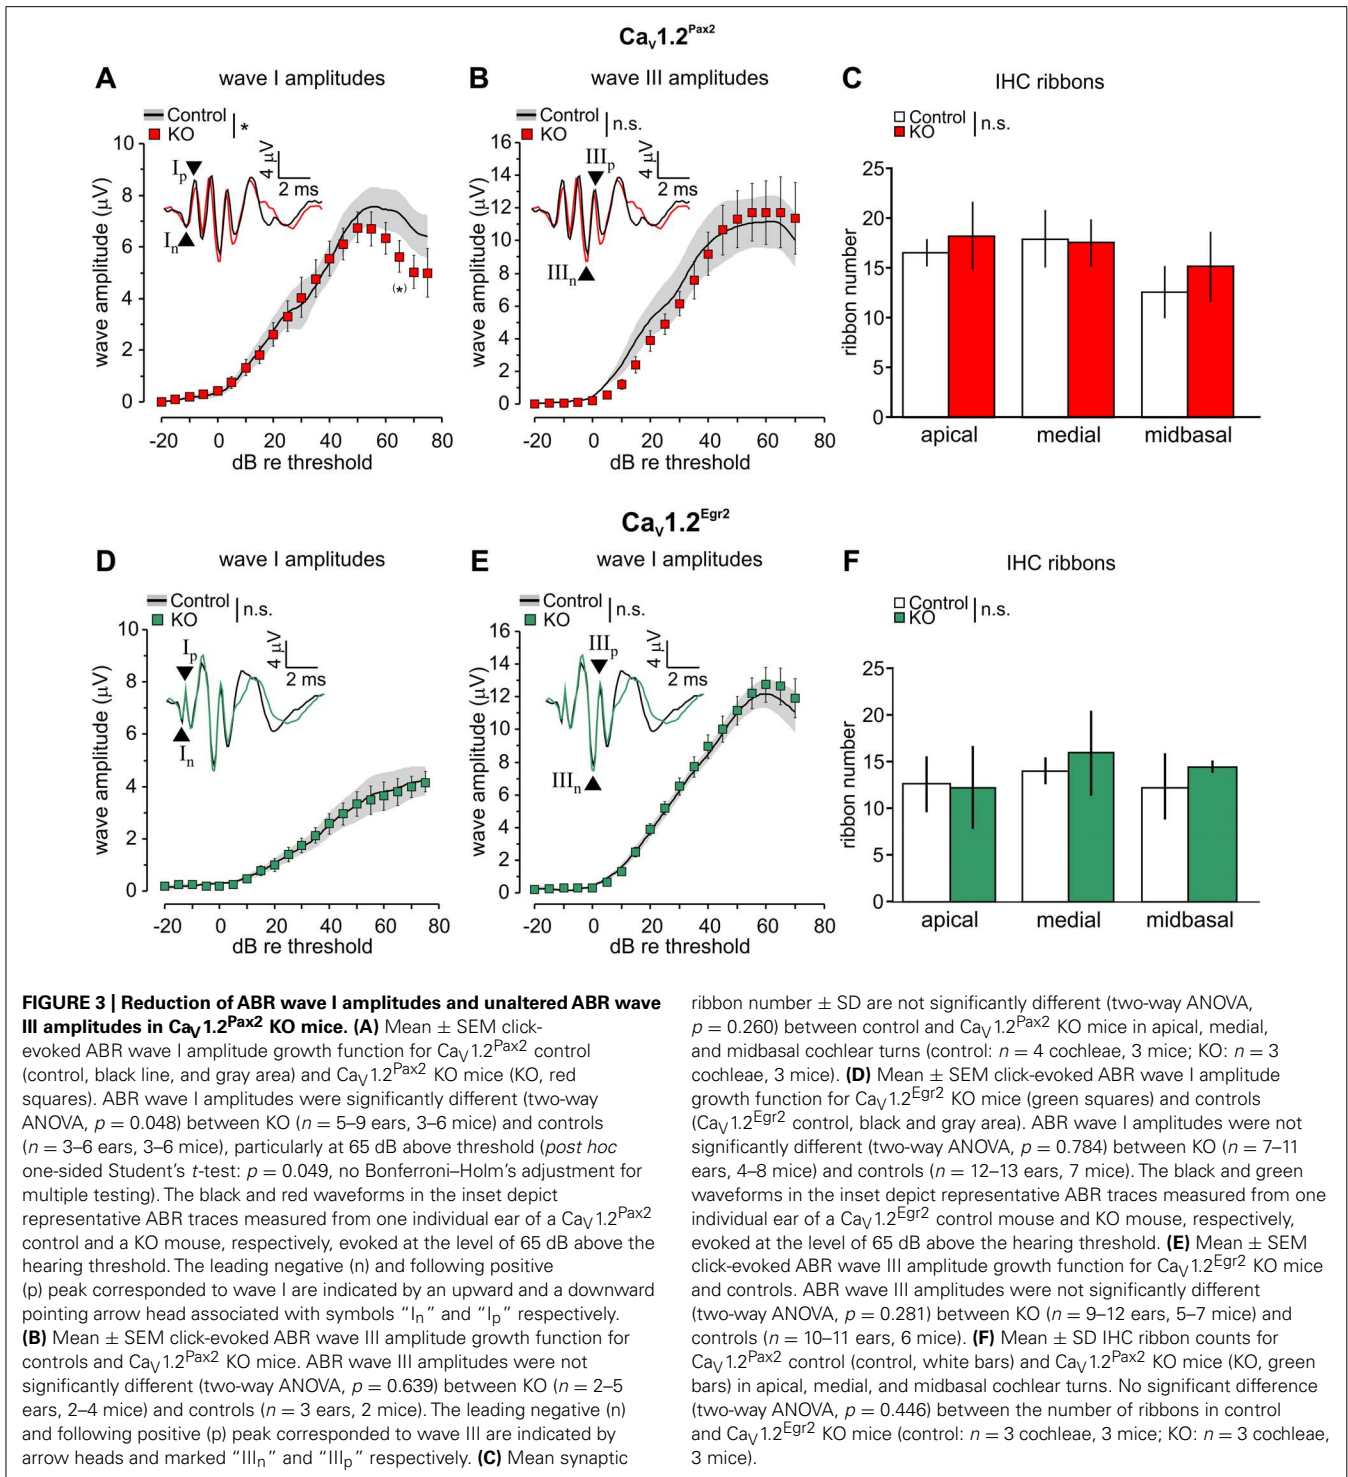 Cav1.2Pax2
A wave I amplitudes
Control
KO
*
10
8
6
4
2
0
wave amplitude (µV)
Ip
In
4 µV
2 ms
(*)
-20 0 20 40 60 80
dB re threshold
B wave III amplitudes
Control
KO
n.s.
16
14
12
10
8
6
4
2
0
wave amplitude (µV)
IIIp
IIIn
4 µV
2 ms
-20 0 20 40 60 80
dB re threshold
C IHC ribbons
Control
KO
n.s.
25
20
15
10
5
0
ribbon number
apical medial midbasal
Cav1.2Egr2
D wave I amplitudes
Control
KO
n.s.
10
8
6
4
2
0
wave amplitude (µV)
Ip
In
4 µV
2 ms
-20 0 20 40 60 80
dB re threshold
E wave I amplitudes
Control
KO
n.s.
16
14
12
10
8
6
4
2
0
wave amplitude (µV)
IIIp
IIIn
4 µV
2 ms
-20 0 20 40 60 80
dB re threshold
F IHC ribbons
Control
KO
n.s.
25
20
15
10
5
0
ribbon number
apical medial midbasal
FIGURE 3 | Reduction of ABR wave I amplitudes and unaltered ABR wave
III amplitudes in CaV1.2Pax2 KO mice. (A) Mean ± SEM click-
evoked ABR wave I amplitude growth function for CaV1.2Pax2 control
(control, black line, and gray area) and CaV1.2Pax2 KO mice (KO, red
squares). ABR wave I amplitudes were significantly different (two-way
ANOVA, p = 0.048) between KO (n = 5–9 ears, 3–6 mice) and controls
(n = 3–6 ears, 3–6 mice), particularly at 65 dB above threshold (post hoc
one-sided Student's t-test: p = 0.049, no Bonferroni–Holm's adjustment for
multiple testing). The black and red waveforms in the inset depict
representative ABR traces measured from one individual ear of a CaV1.2Pax2
control and a KO mouse, respectively, evoked at the level of 65 dB above the
hearing threshold. The leading negative (n) and following positive
(p) peak corresponded to wave I are indicated by an upward and a downward
pointing arrow head associated with symbols "In" and "Ip" respectively.
(B) Mean ± SEM click-evoked ABR wave III amplitude growth function for
controls and CaV1.2Pax2 KO mice. ABR wave III amplitudes were not
significantly different (two-way ANOVA, p = 0.639) between KO (n = 2–5
ears, 2–4 mice) and controls (n = 3 ears, 2 mice). The leading negative (n)
and following positive (p) peak corresponded to wave III are indicated by
arrow heads and marked "IIIn" and "IIIp" respectively. (C) Mean synaptic
ribbon number ± SD are not significantly different (two-way ANOVA,
p = 0.260) between control and CaV1.2Pax2 KO mice in apical, medial,
and midbasal cochlear turns (control: n = 4 cochleae, 3 mice; KO: n = 3
cochleae, 3 mice). (D) Mean ± SEM click-evoked ABR wave I amplitude
growth function for CaV1.2Egr2 KO mice (green squares) and controls
(CaV1.2Egr2 control, black and gray area). ABR wave I amplitudes were not
significantly different (two-way ANOVA, p = 0.784) between KO (n = 7–11
ears, 4–8 mice) and controls (n = 12–13 ears, 7 mice). The black and green
waveforms in the inset depict representative ABR traces measured from one
individual ear of a CaV1.2Egr2 control mouse and KO mouse, respectively,
evoked at the level of 65 dB above the hearing threshold. (E) Mean ± SEM
click-evoked ABR wave III amplitude growth function for CaV1.2Egr2 KO mice
and controls. ABR wave III amplitudes were not significantly different
(two-way ANOVA, p = 0.281) between KO (n = 9–12 ears, 5–7 mice) and
controls (n = 10–11 ears, 6 mice). (F) Mean ± SD IHC ribbon counts for
CaV1.2Pax2 control (control, white bars) and CaV1.2Pax2 KO mice (KO, green
bars) in apical, medial, and midbasal cochlear turns. No significant difference
(two-way ANOVA, p = 0.446) between the number of ribbons in control
and CaV1.2Egr2 KO mice (control: n = 3 cochleae, 3 mice; KO: n = 3 cochleae,
3 mice).